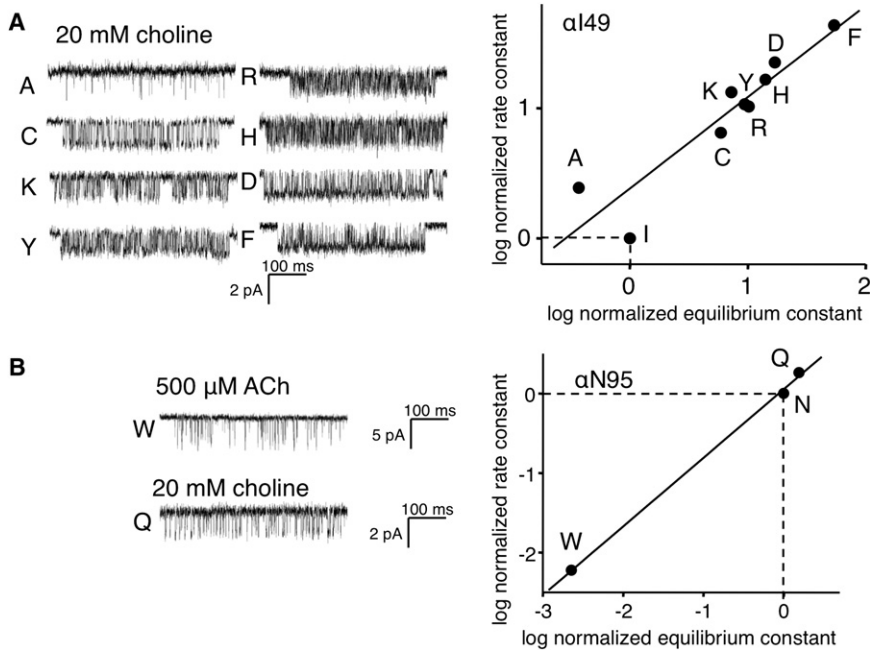 A
20 mM choline
A
R
C
H
K
D
Y
F
100 ms
2 pA
αI49
log normalized rate constant
1
0
F
D
Y
K
H
R
C
A
I
0
1
2
log normalized equilibrium constant
B
500 μM ACh
W
100 ms
5 pA
20 mM choline
Q
100 ms
2 pA
αN95
log normalized rate constant
0
-1
-2
Q
N
W
-3
-2
-1
0
log normalized equilibrium constant